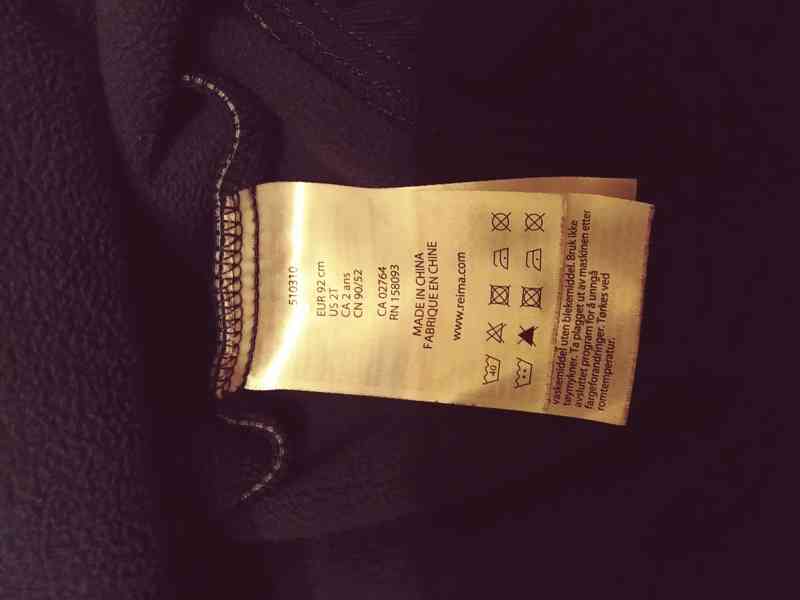 510310
EUR 92 cm
US 2T
CA 2 ans
CN 90/52
CA 02764
RN 158093
MADE IN CHINA
FABRIQUE EN CHINE
www.reima.com
40
vaskemiddel uten blekemiddel. Bruk ikke
tøymykner. Ta plagget ut av maskinen etter
avsluttet program for å unngå
fargeforandringer. Tørkes ved
romtemperatur.